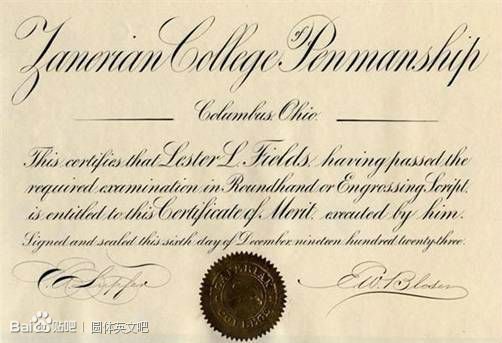 Zanerian College of Penmanship
Columbus, Ohio.
This certifies that Lester L. Fields, having passed the
required examination in Roundhand or Engrossing Script,
is entitled to this Certificate of Merit, executed by him.
Signed and sealed this sixth day of December, nineteen hundred twenty-three.
E.W. Bloser
Bai贴吧 | 圆体英文吧